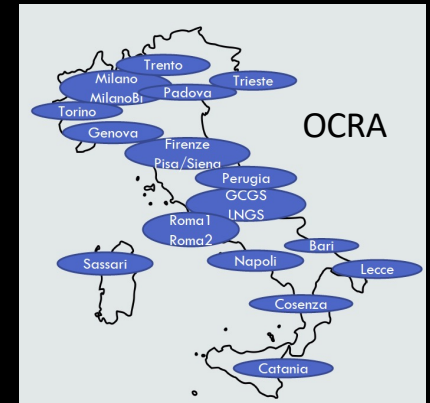 Trento
Milano
MilanoBi
Trieste
Padova
Torino
OCRA
Genova
Firenze
Pisa/Siena
Perugia
GCGS
LNGS
Roma1
Roma2
Bari
Napoli
Sassari
Lecce
Cosenza
Catania